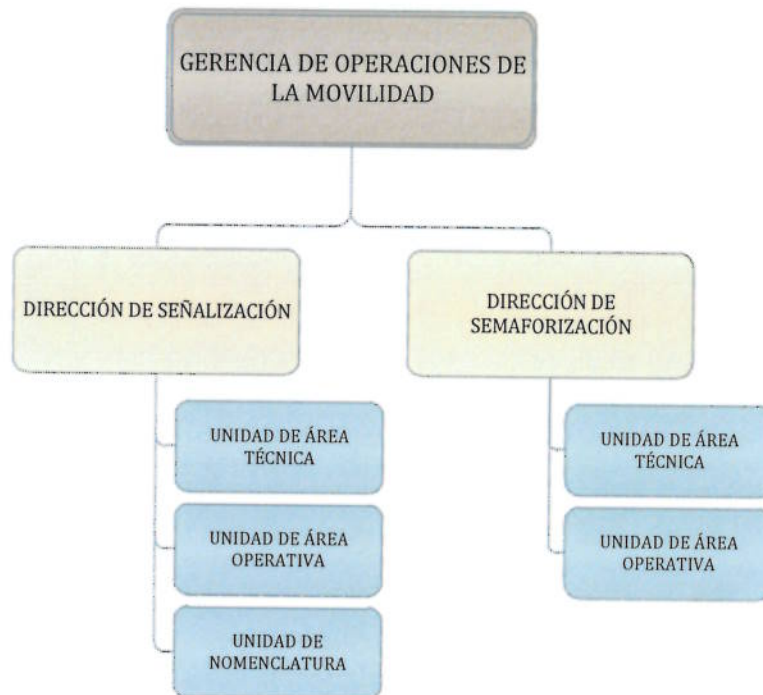 GERENCIA DE OPERACIONES DE
LA MOVILIDAD
DIRECCIÓN DE SEÑALIZACIÓN
UNIDAD DE ÁREA
TÉCNICA
UNIDAD DE ÁREA
OPERATIVA
UNIDAD DE
NOMENCLATURA
DIRECCIÓN DE
SEMAFORIZACIÓN
UNIDAD DE ÁREA
TÉCNICA
UNIDAD DE ÁREA
OPERATIVA